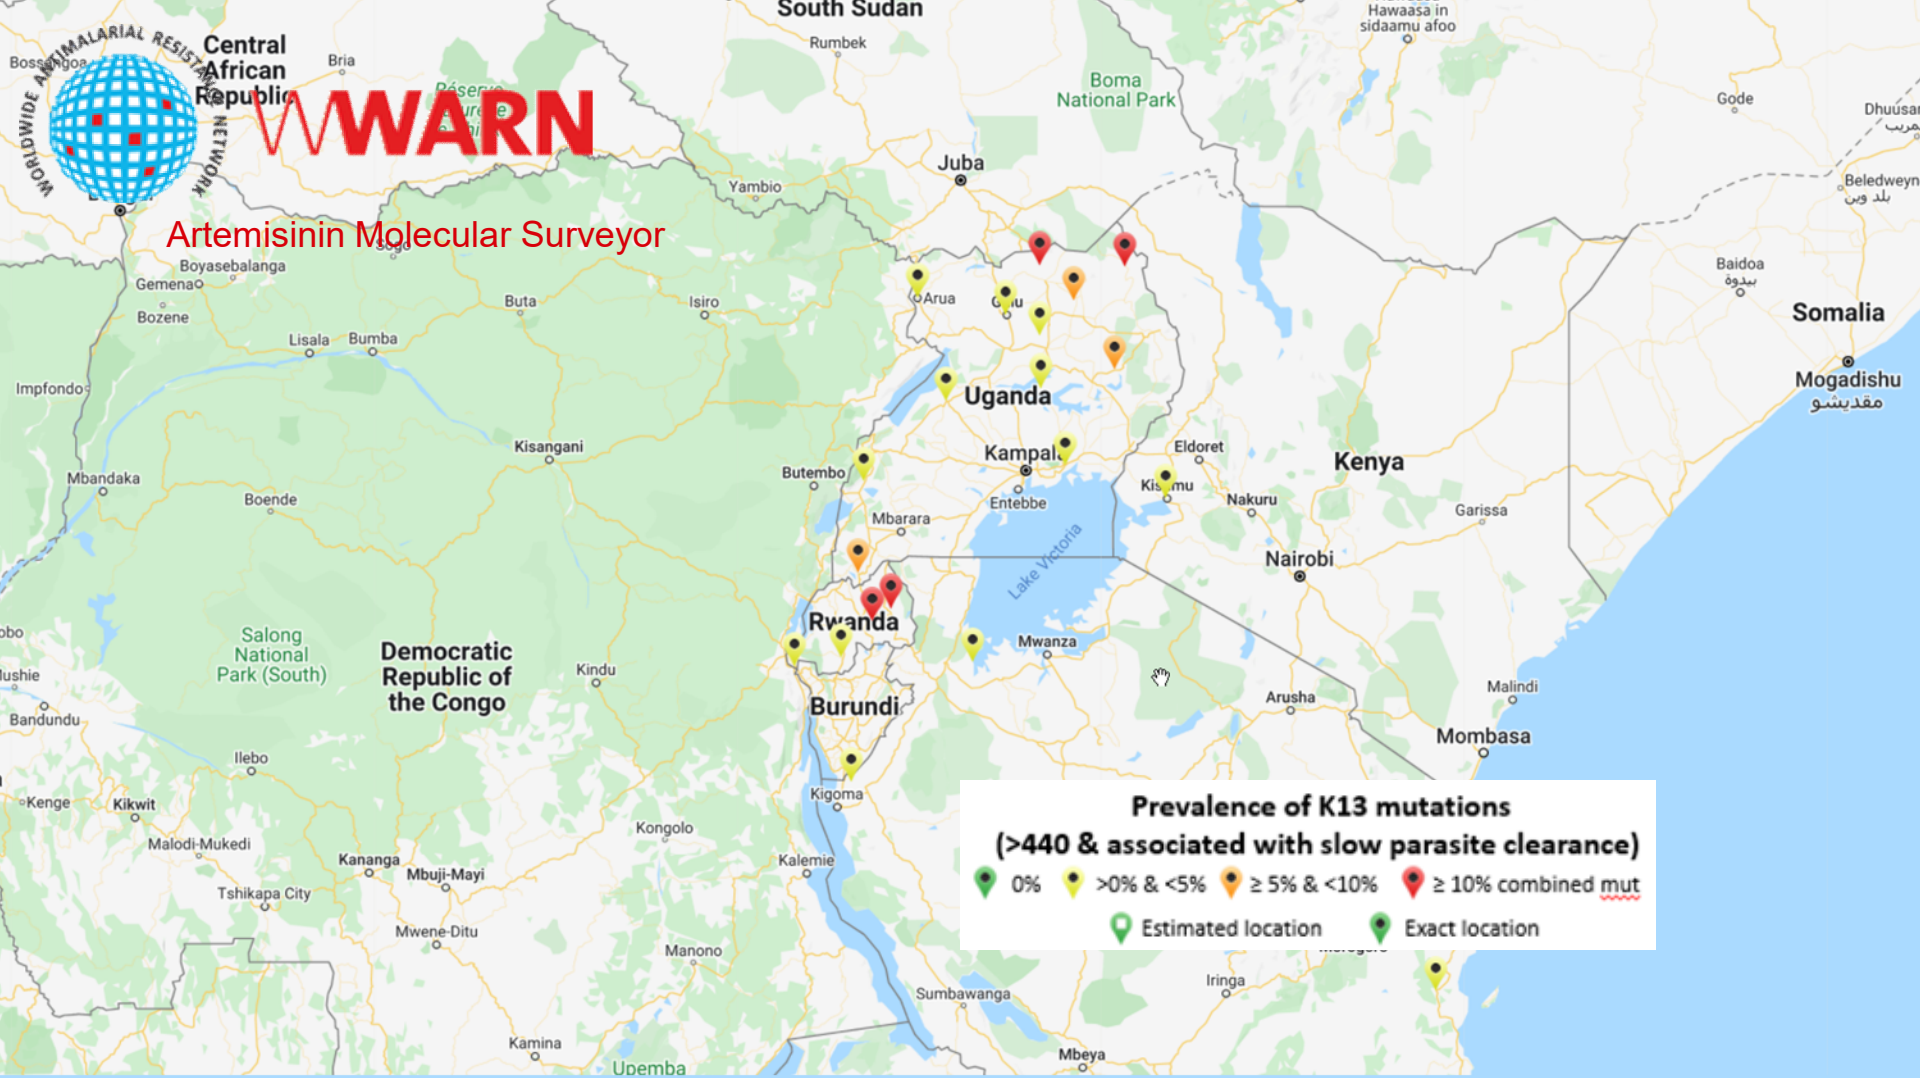 South Sudan
Rumbek
Hawaasa in
sidaamu afoo
WORLDWIDE ANTIMALARIAL RESISTANCE NETWORK
Central
African
Republic
Bria
WWARN
Boma
National Park
Gode
Juba
Yambio
Beledweyn
بلد وين
Artemisinin Molecular Surveyor
Boyasebalanga
Gemena
Bozene
Buta
Isiro
Arua
Baidoa
بيدوة
Somalia
Lisala
Bumba
Impfondo
Uganda
Mogadishu
مقديشو
Kisangani
Butembo
Eldoret
Kenya
Mbandaka
Boende
Entebbe
Nakuru
Garissa
Mbarara
Lake Victoria
Nairobi
Rwanda
Salong
National
Park (South)
Democratic
Republic of
the Congo
Kindu
Mwanza
Bandundu
Burundi
Arusha
Malindi
Mombasa
Ilebo
Kenge
Kikwit
Kigoma
Malodi-Mukedi
Kongolo
Kananga
Mbuji-Mayi
Kalemie
Tshikapa City
Mwene-Ditu
Manono
Prevalence of K13 mutations
(>440 & associated with slow parasite clearance)
0% >0% & <5% ≥ 5% & <10% ≥ 10% combined mut
Estimated location Exact location
Sumbawanga
Iringa
Kamina
Mbeya
Upemba